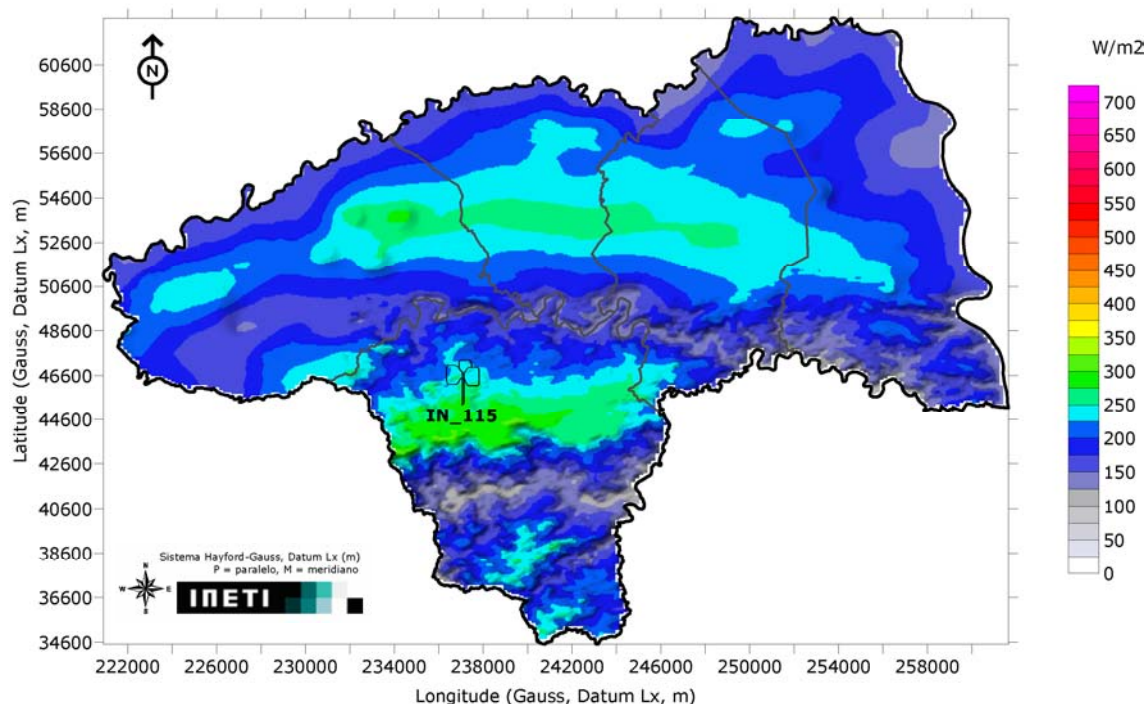 W/m2
N
60600
58600
56600
54600
52600
50600
48600
46600
44600
42600
40600
38600
36600
34600
Latitude (Gauss, Datum Lx, m)
IN_115
Sistema Hayford-Gauss, Datum Lx (m)
P = paralelo, M = meridiano
N
W E
S
INETI
222000 226000 230000 234000 238000 242000 246000 250000 254000 258000
Longitude (Gauss, Datum Lx, m)
700
650
600
550
500
450
400
350
300
250
200
150
100
50
0